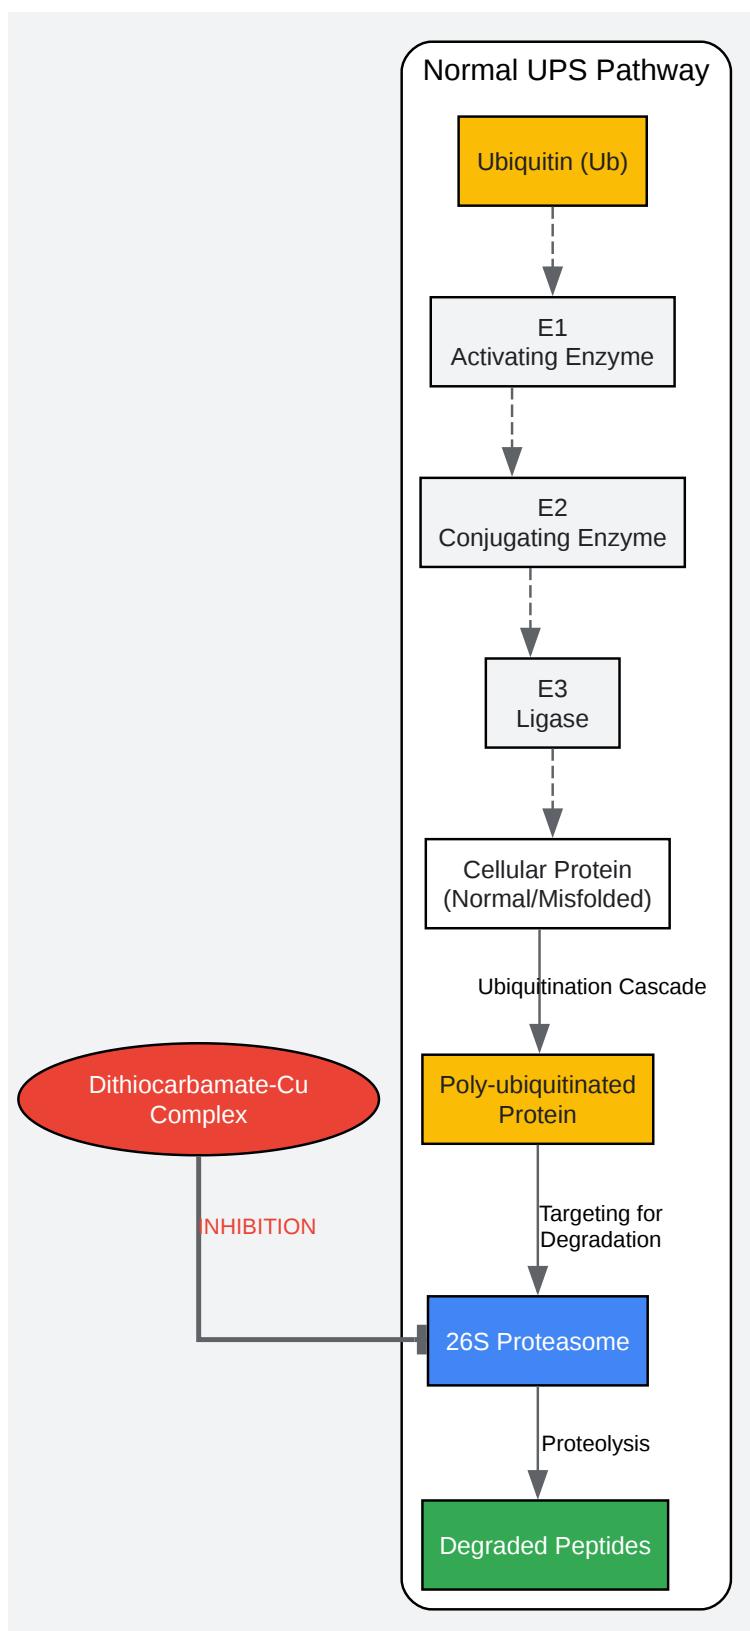 Normal UPS Pathway
Ubiquitin (Ub)
E1
Activating Enzyme
E2
Conjugating Enzyme
E3
Ligase
Cellular Protein
(Normal/Misfolded)
Ubiquitination Cascade
Dithiocarbamate-Cu
Complex
Poly-ubiquitinated
Protein
INHIBITION
Targeting for
Degradation
26S Proteasome
Proteolysis
Degraded Peptides